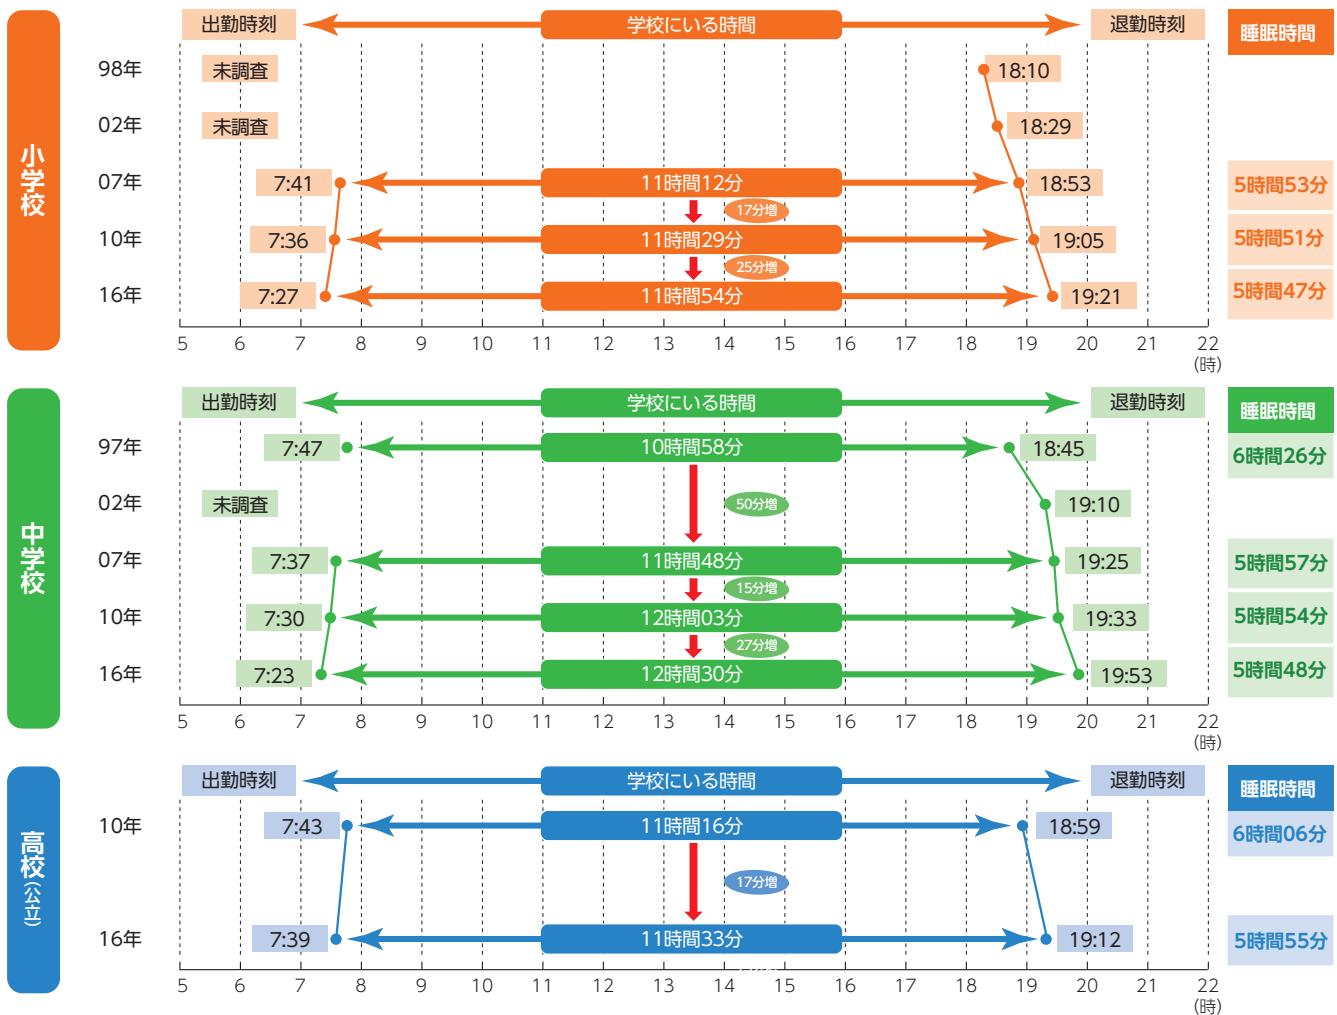 小学校
出勤時刻 学校にいる時間 退勤時刻 睡眠時間
98年 未調査 18:10
02年 未調査 18:29
07年 7:41 11時間12分 18:53 5時間53分
17分増
10年 7:36 11時間29分 19:05 5時間51分
25分増
16年 7:27 11時間54分 19:21 5時間47分
5 6 7 8 9 10 11 12 13 14 15 16 17 18 19 20 21 22
(時)
中学校
出勤時刻 学校にいる時間 退勤時刻 睡眠時間
97年 7:47 10時間58分 18:45 6時間26分
02年 未調査 50分増 19:10
07年 7:37 11時間48分 19:25 5時間57分
15分増
10年 7:30 12時間03分 19:33 5時間54分
27分増
16年 7:23 12時間30分 19:53 5時間48分
5 6 7 8 9 10 11 12 13 14 15 16 17 18 19 20 21 22
(時)
高校(公立)
出勤時刻 学校にいる時間 退勤時刻 睡眠時間
10年 7:43 11時間16分 18:59 6時間06分
17分増
16年 7:39 11時間33分 19:12 5時間55分
5 6 7 8 9 10 11 12 13 14 15 16 17 18 19 20 21 22
(時)